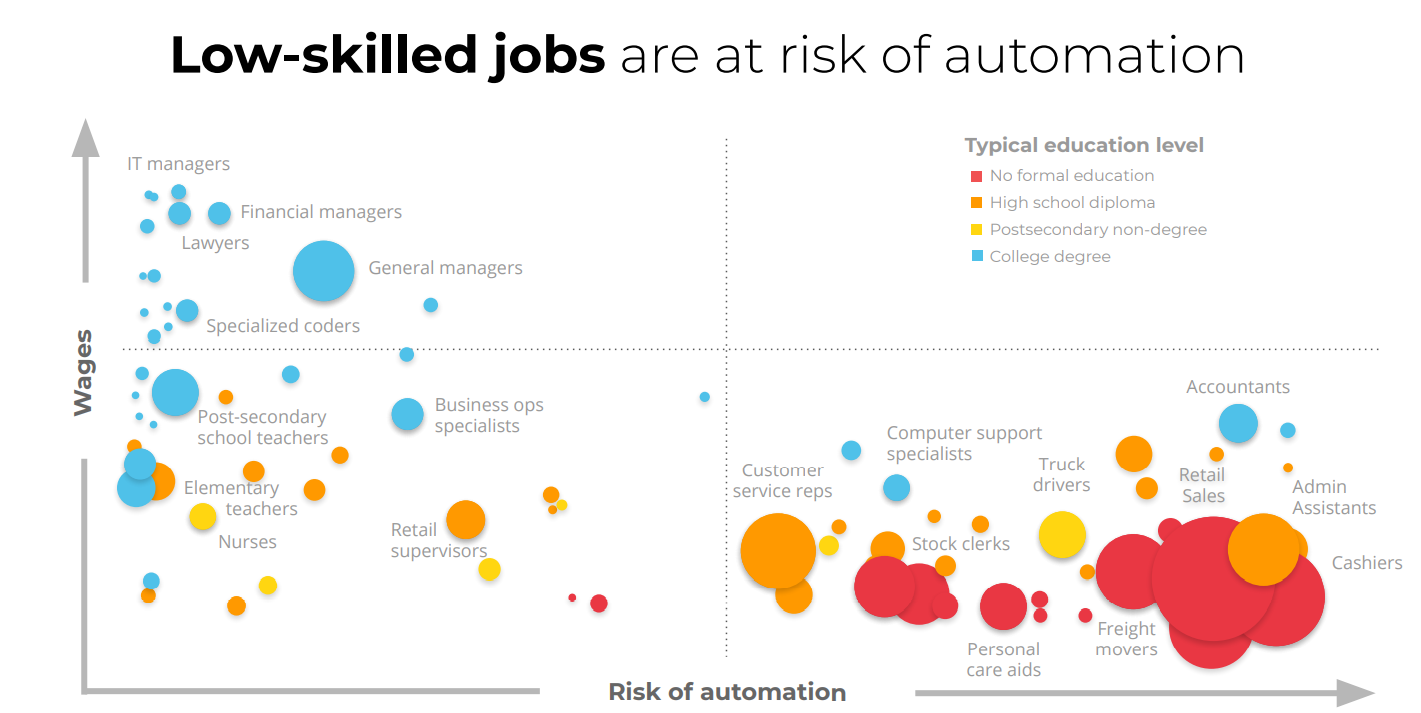 Low-skilled jobs are at risk of automation
Typical education level
No formal education
High school diploma
Postsecondary non-degree
College degree
IT managers
Financial managers
Lawyers
General managers
Specialized coders
Wages
Post-secondary
school teachers
Business ops
specialists
Elementary
teachers
Nurses
Retail
supervisors
Customer
service reps
Computer support
specialists
Stock clerks
Truck
drivers
Accountants
Retail
Sales
Admin
Assistants
Cashiers
Personal
care aids
Freight
movers
Risk of automation